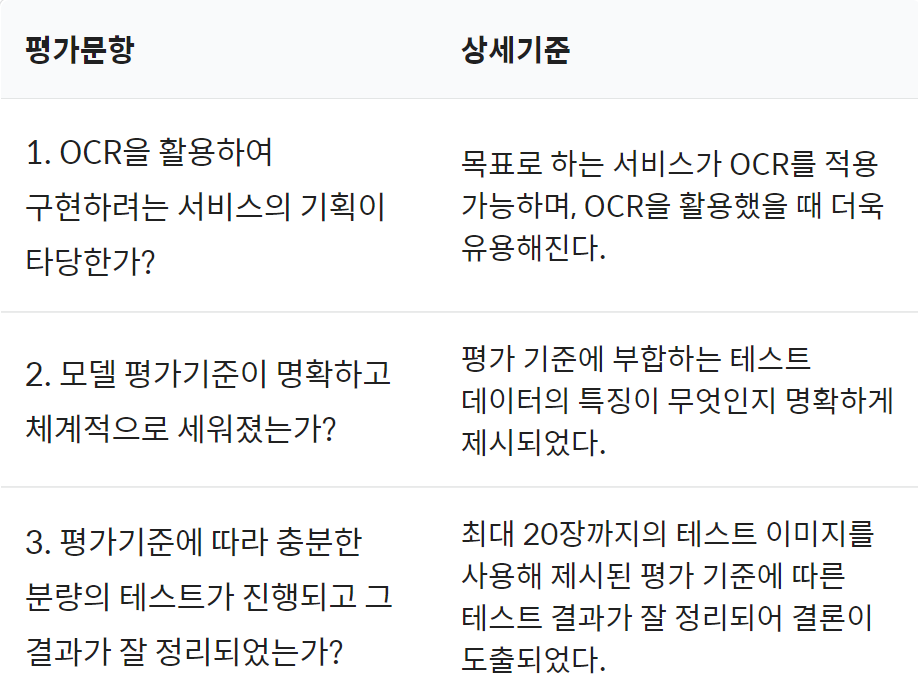 평가문항
상세기준
1. OCR을 활용하여
구현하려는 서비스의 기획이
타당한가?
목표로 하는 서비스가 OCR를 적용
가능하며, OCR을 활용했을 때 더욱
유용해진다.
2. 모델 평가기준이 명확하고
체계적으로 세워졌는가?
평가 기준에 부합하는 테스트
데이터의 특징이 무엇인지 명확하게
제시되었다.
3. 평가기준에 따라 충분한
분량의 테스트가 진행되고 그
결과가 잘 정리되었는가?
최대 20장까지의 테스트 이미지를
사용해 제시된 평가 기준에 따른
테스트 결과가 잘 정리되어 결론이
도출되었다.